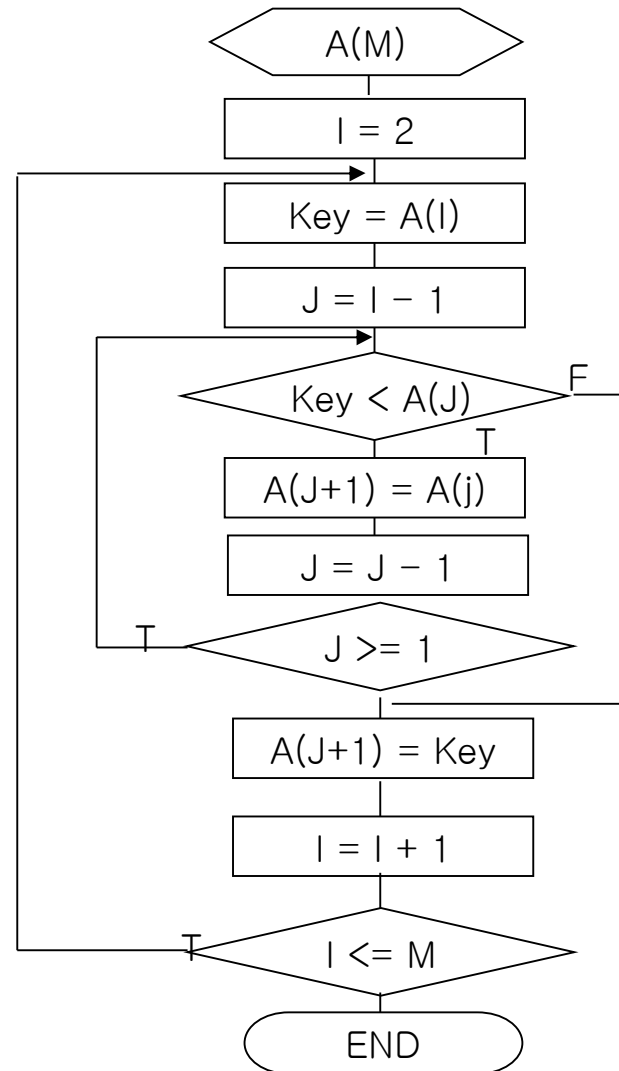 A(M)
I = 2
Key = A(I)
J = I - 1
Key < A(J)
F
T
A(J+1) = A(j)
J = J - 1
T
J >= 1
A(J+1) = Key
I = I + 1
T
I <= M
END